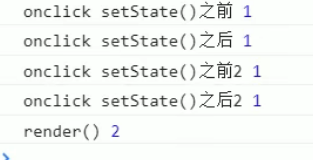 onclick setState()之前 1
onclick setState()之后 1
onclick setState()之前2 1
onclick setState()之后2 1
render() 2